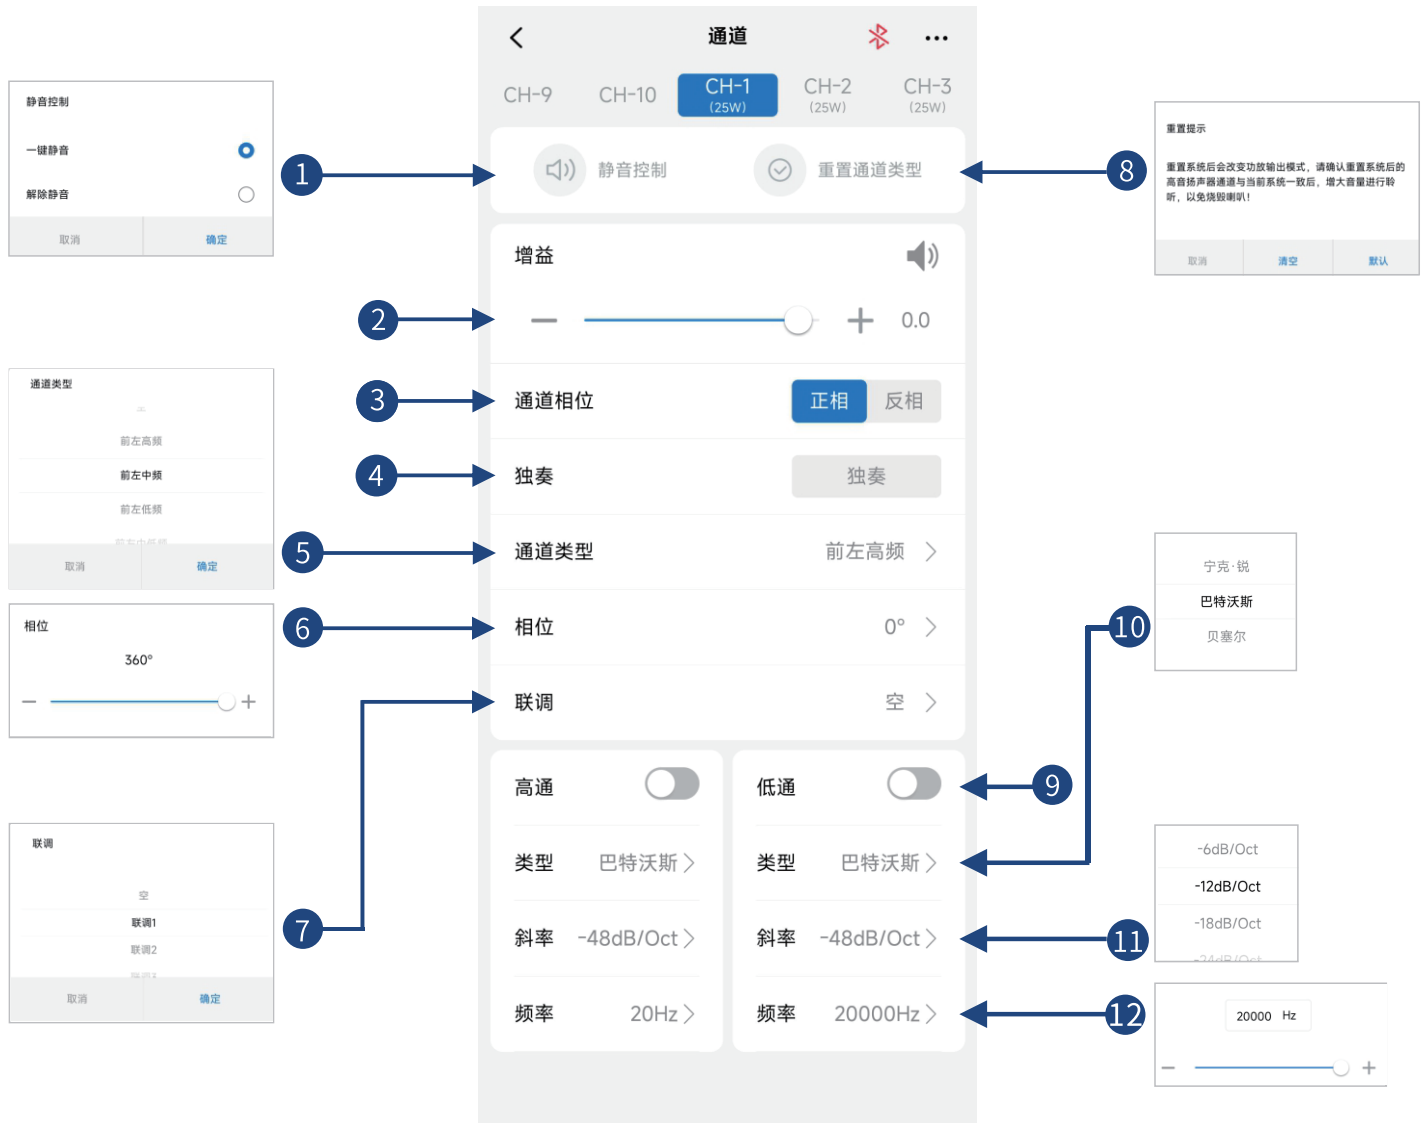 通道
CH-9
CH-10
CH-1
(25W)
CH-2
(25W)
CH-3
(25W)
静音控制
重置通道类型
增益
0.0
通道相位
正相
反相
独奏
独奏
通道类型
前左高频
相位
0°
联调
空
高通
类型
巴特沃斯
斜率
-48dB/Oct
频率
20Hz
低通
类型
巴特沃斯
斜率
-48dB/Oct
频率
20000Hz
1
静音控制
一键静音
解除静音
取消
确定
2
3
4
5
通道类型
前左高频
前左中频
前左低频
取消
确定
6
相位
360°
7
联调
空
联调1
联调2
取消
确定
8
重置提示
重置系统后会改变功放输出模式，请确认重置系统后的
高音扬声器通道与当前系统一致后，增大音量进行聆
听，以免烧毁喇叭！
取消
清空
默认
9
10
宁克·锐
巴特沃斯
贝塞尔
11
-6dB/Oct
-12dB/Oct
-18dB/Oct
-24dB/Oct
12
20000 Hz